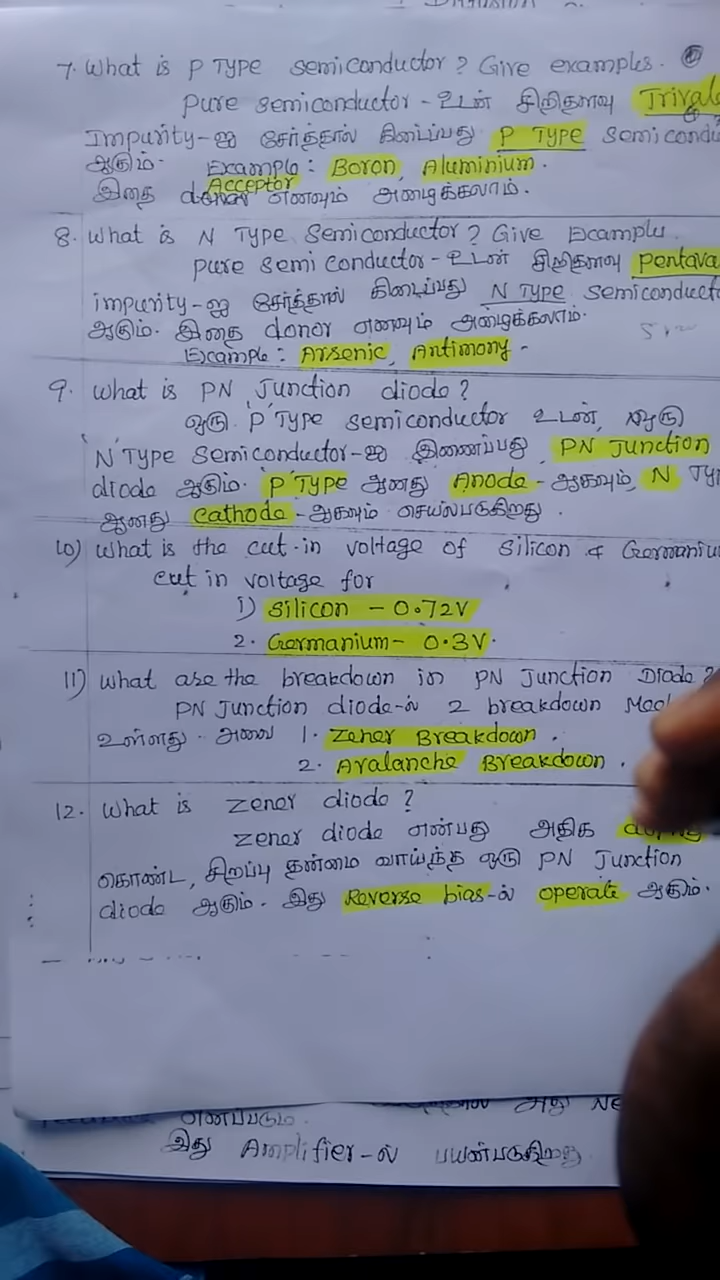 7. What is P Type semiconductor? Give examples.
Pure semiconductor - உடன் சிறிதளவு Trival
Impurity-ஐ சேர்த்தால் கிடைப்பது P Type semicondu
ஆகும். Example: Boron, Aluminium.
Acceptor
இதை donor எனவும் அழைக்கலாம்.
8. What is N Type Semiconductor? Give Example.
pure semi conductor - உடன் சிறிதளவு pentava
impurity-ஐ சேர்த்தால் கிடைப்பது N Type semiconduct
ஆகும். இதை donor எனவும் அழைக்கலாம்.
Example: Arsenic, Antimony -
9. What is PN Junction diode?
ஒரு 'P' Type semiconductor உடன், ஒரு
'N' Type Semiconductor-ஐ இணைப்பது PN Junction
diode ஆகும். 'P' Type ஆனது Anode - ஆகவும், N Ty
ஆனது cathode - ஆகவும் செயல்படுகிறது.
10) What is the cut-in voltage of Silicon & Germaniu
cut in voltage for
1) Silicon - 0.72V
2. Germanium- 0.3V.
11) What are the breakdown in PN Junction Diode?
PN Junction diode-ல் 2 breakdown
உள்ளது. அவை 1. Zener Breakdown.
2. Avalanche Breakdown.
12. What is Zener diode?
Zener diode என்பது அதிக
கொண்ட, சிறப்பு தன்மை வாய்ந்த ஒரு PN Junction
diode ஆகும். இது Reverse bias-ல் operate ஆகும்.
எனப்படும்.
இது Amplifier-ல் பயன்படுகிறது